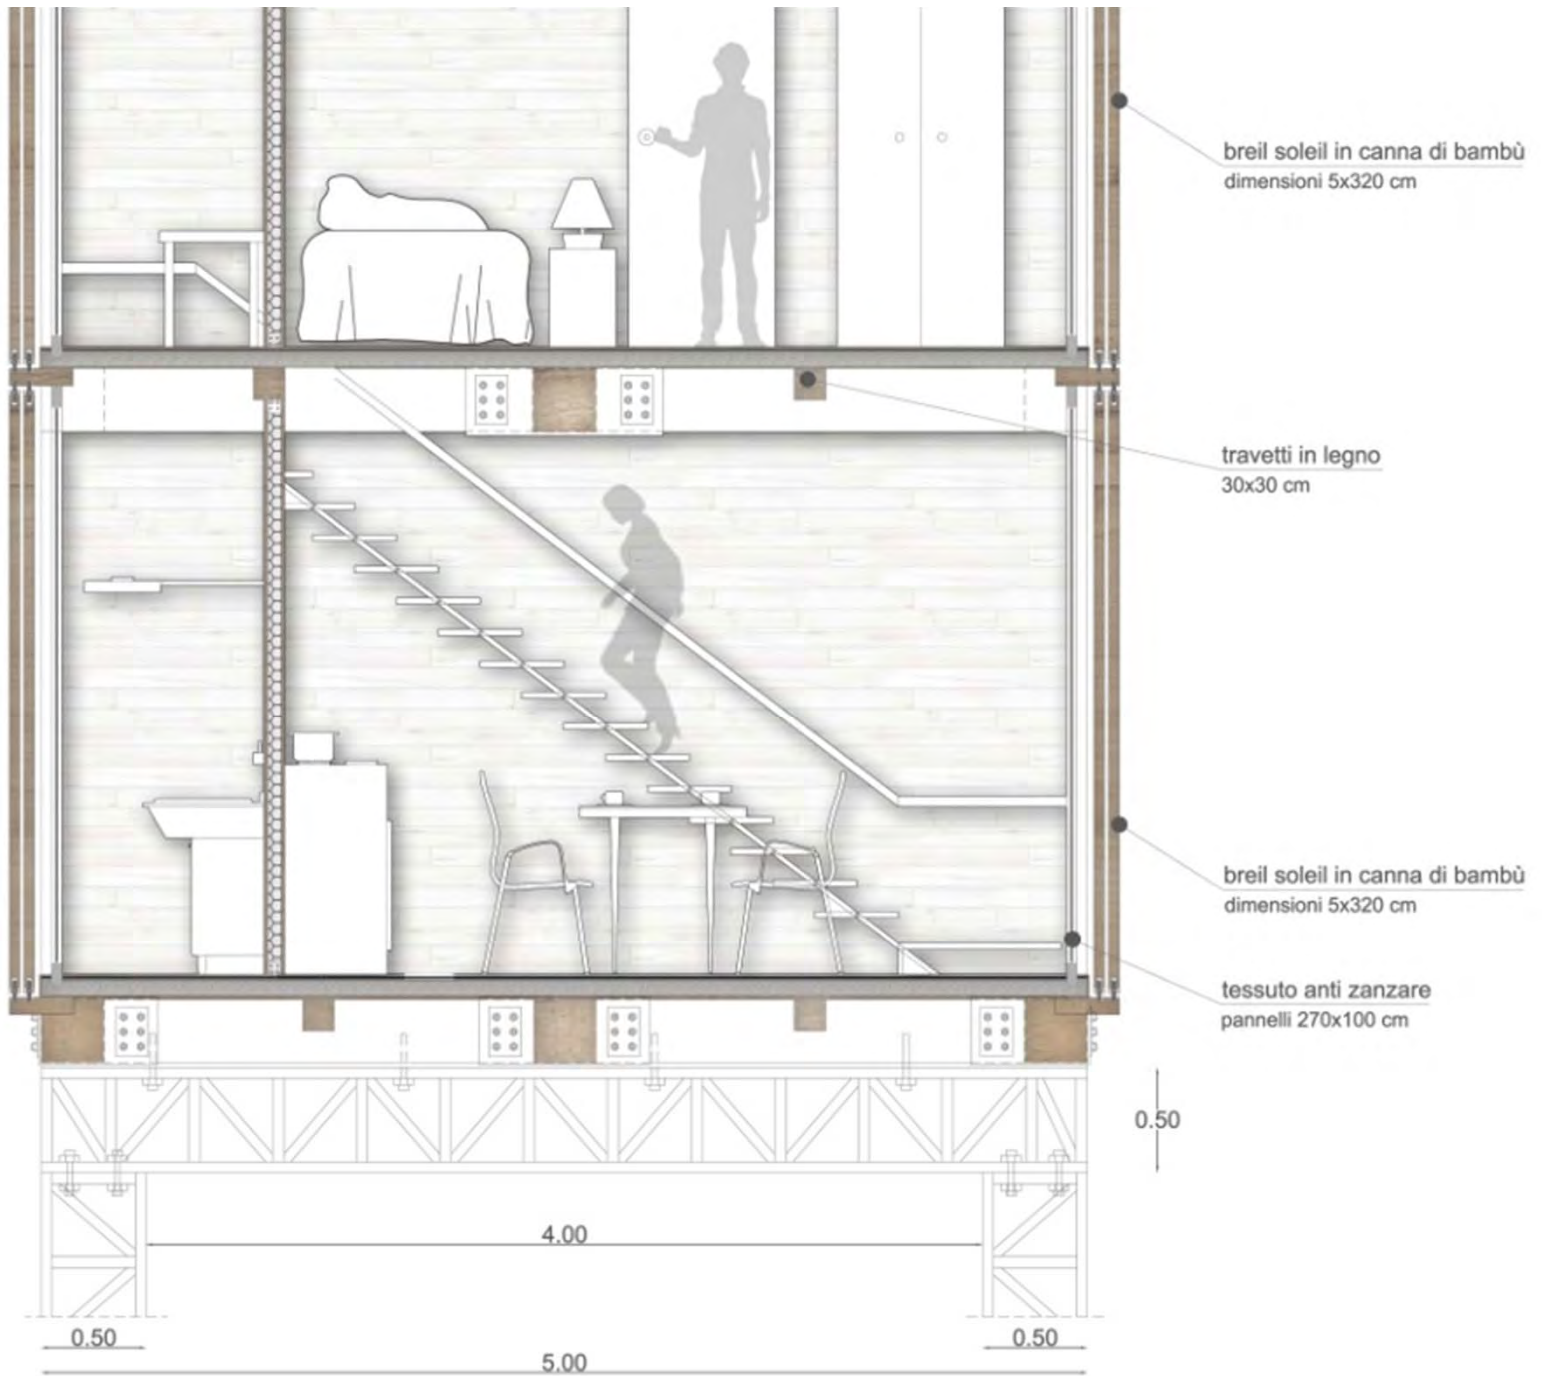 breil soleil in canna di bambù
dimensioni 5x320 cm
travetti in legno
30x30 cm
breil soleil in canna di bambù
dimensioni 5x320 cm
tessuto anti zanzare
pannelli 270x100 cm
0.50
4.00
0.50
0.50
5.00